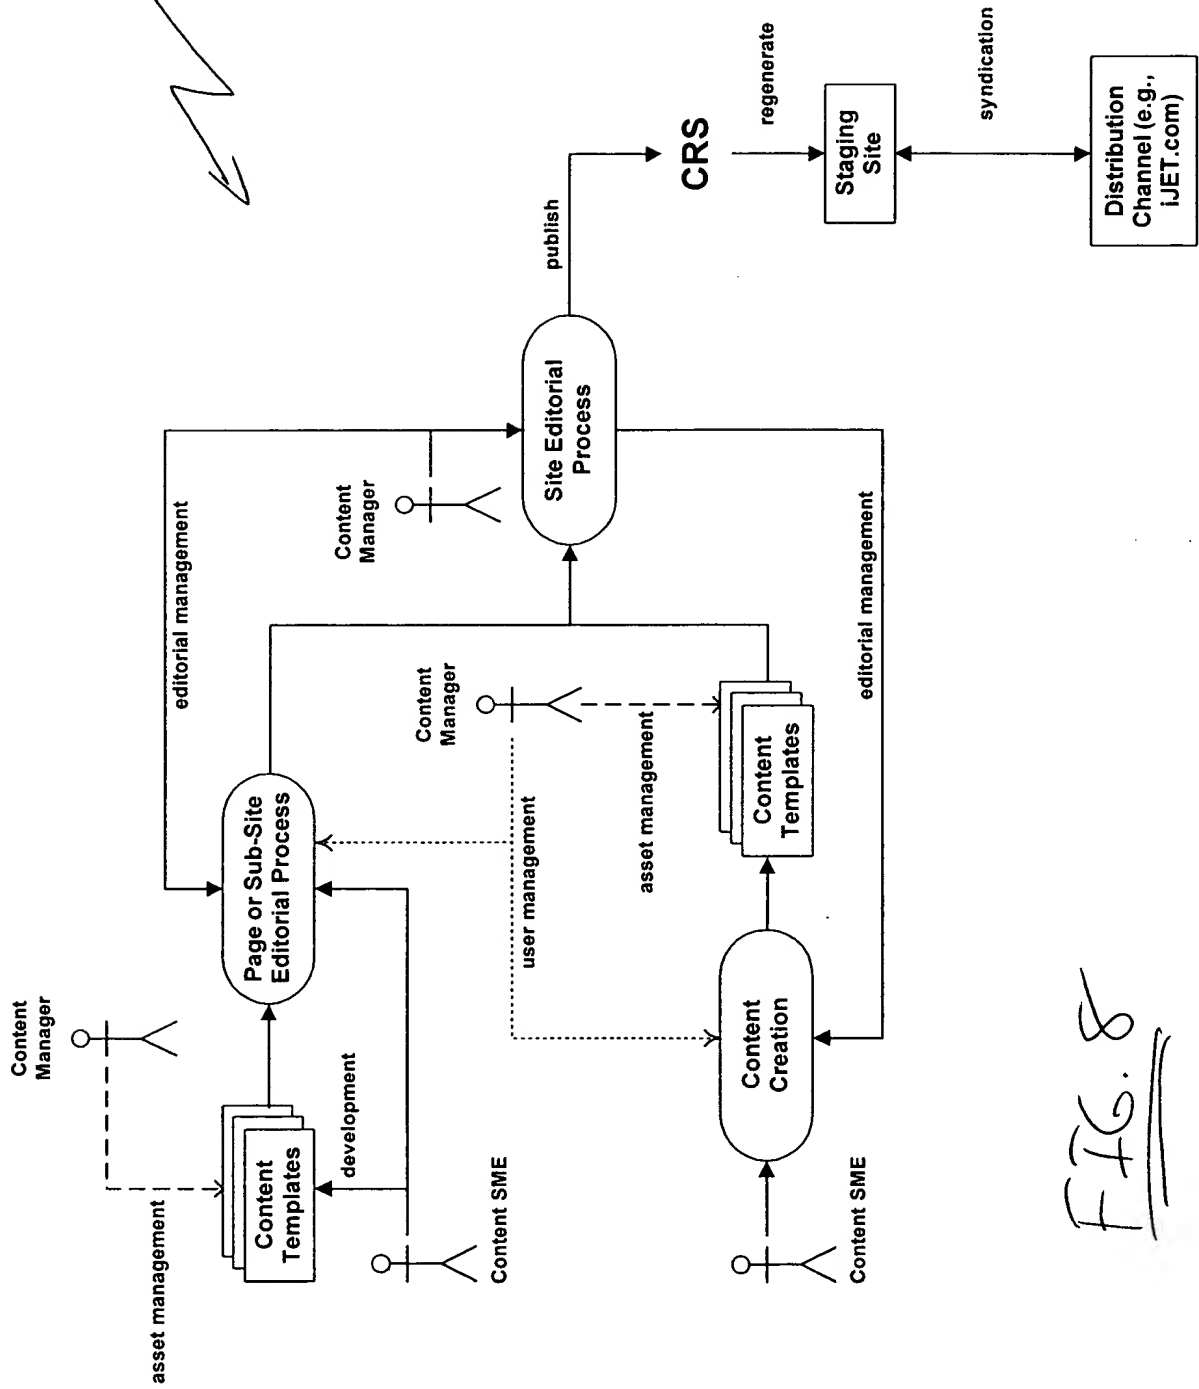 Content
Manager
asset management
Content
Templates
development
Content SME
Page or Sub-Site
Editorial Process
editorial management
Content
Manager
user management
Content
Manager
asset management
Content SME
Content
Creation
Content
Templates
editorial management
Site Editorial
Process
publish
CRS
regenerate
Staging
Site
syndication
Distribution
Channel (e.g.,
iJET.com)
FIG. 8